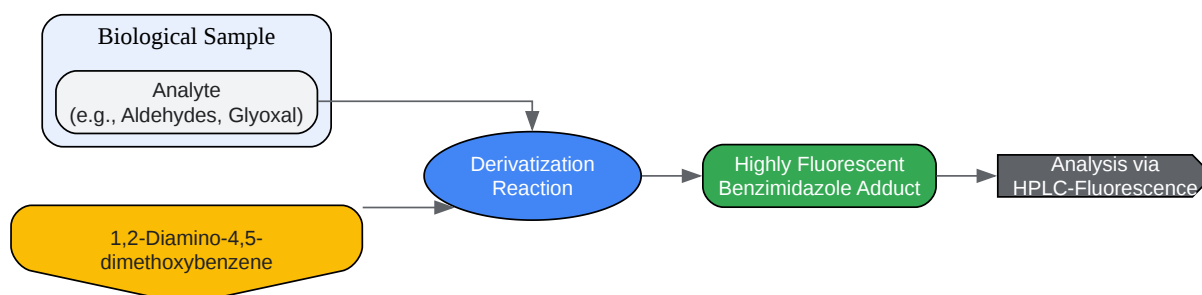 Biological Sample
Analyte
(e.g., Aldehydes, Glyoxal)
Derivatization
Reaction
Highly Fluorescent
Benzimidazole Adduct
Analysis via
HPLC-Fluorescence
1,2-Diamino-4,5-
dimethoxybenzene